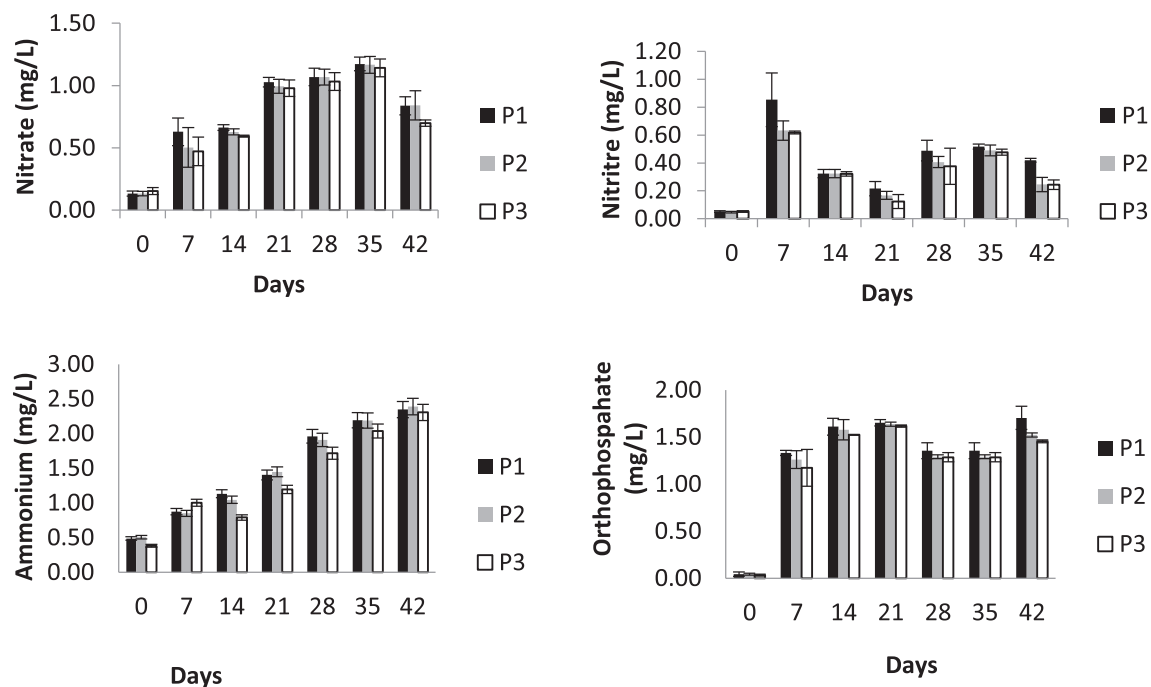 Nitrate (mg/L)
1.50
1.00
0.50
0.00
0 7 14 21 28 35 42
Days
P1
P2
P3
Nitritre (mg/L)
1.20
1.00
0.80
0.60
0.40
0.20
0.00
0 7 14 21 28 35 42
Days
P1
P2
P3
Ammonium (mg/L)
3.00
2.50
2.00
1.50
1.00
0.50
0.00
0 7 14 21 28 35 42
Days
P1
P2
P3
Orthophospahate
(mg/L)
2.00
1.50
1.00
0.50
0.00
0 7 14 21 28 35 42
Days
P1
P2
P3